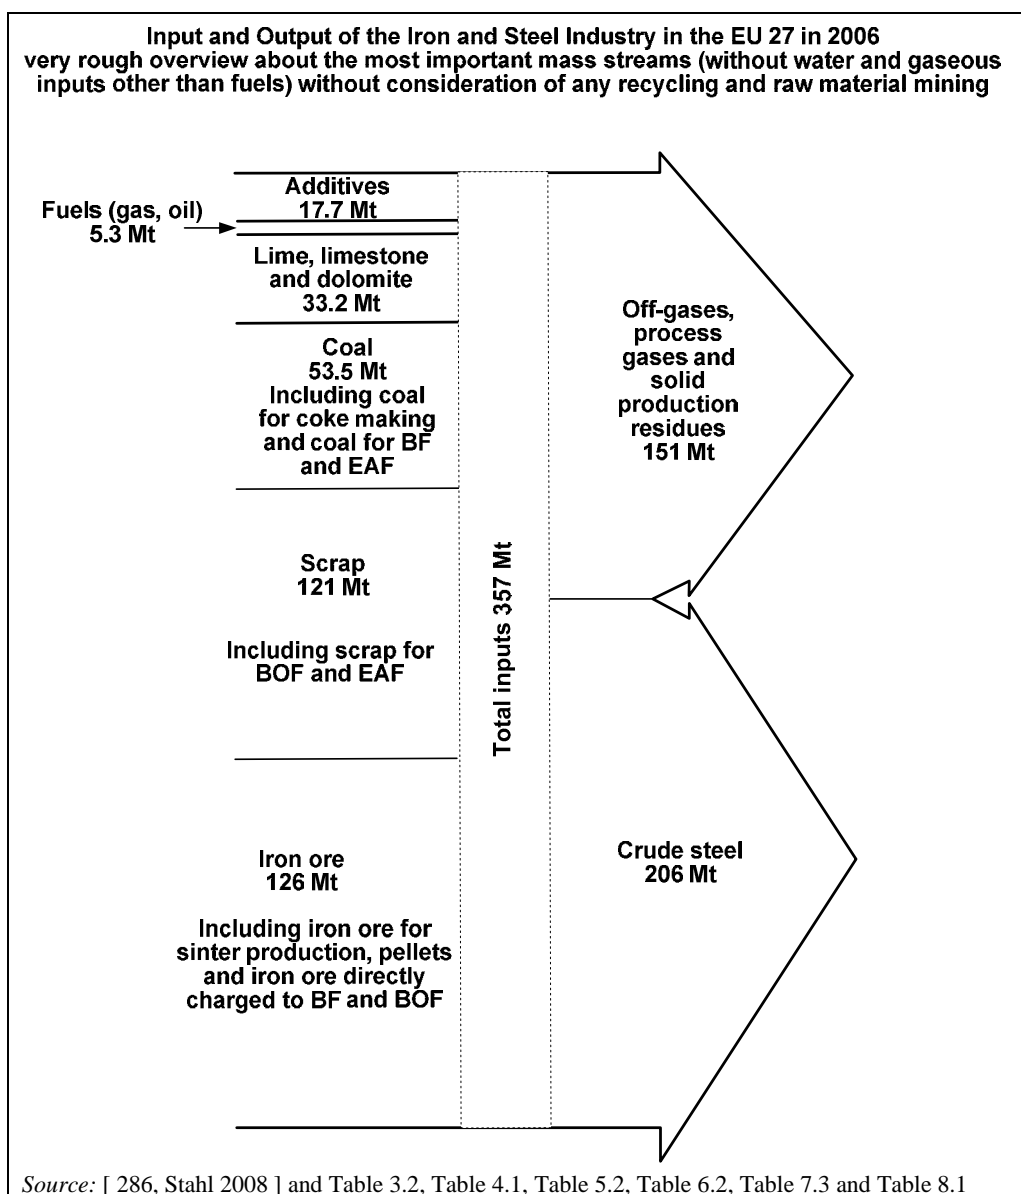 Input and Output of the Iron and Steel Industry in the EU 27 in 2006
very rough overview about the most important mass streams (without water and gaseous
inputs other than fuels) without consideration of any recycling and raw material mining
Additives
17.7 Mt
Fuels (gas, oil)
5.3 Mt
Lime, limestone
and dolomite
33.2 Mt
Coal
53.5 Mt
Including coal
for coke making
and coal for BF
and EAF
Scrap
121 Mt
Including scrap for
BOF and EAF
Iron ore
126 Mt
Including iron ore for
sinter production, pellets
and iron ore directly
charged to BF and BOF
Total inputs 357 Mt
Off-gases,
process
gases and
solid
production
residues
151 Mt
Crude steel
206 Mt
Source: [ 286, Stahl 2008 ] and Table 3.2, Table 4.1, Table 5.2, Table 6.2, Table 7.3 and Table 8.1